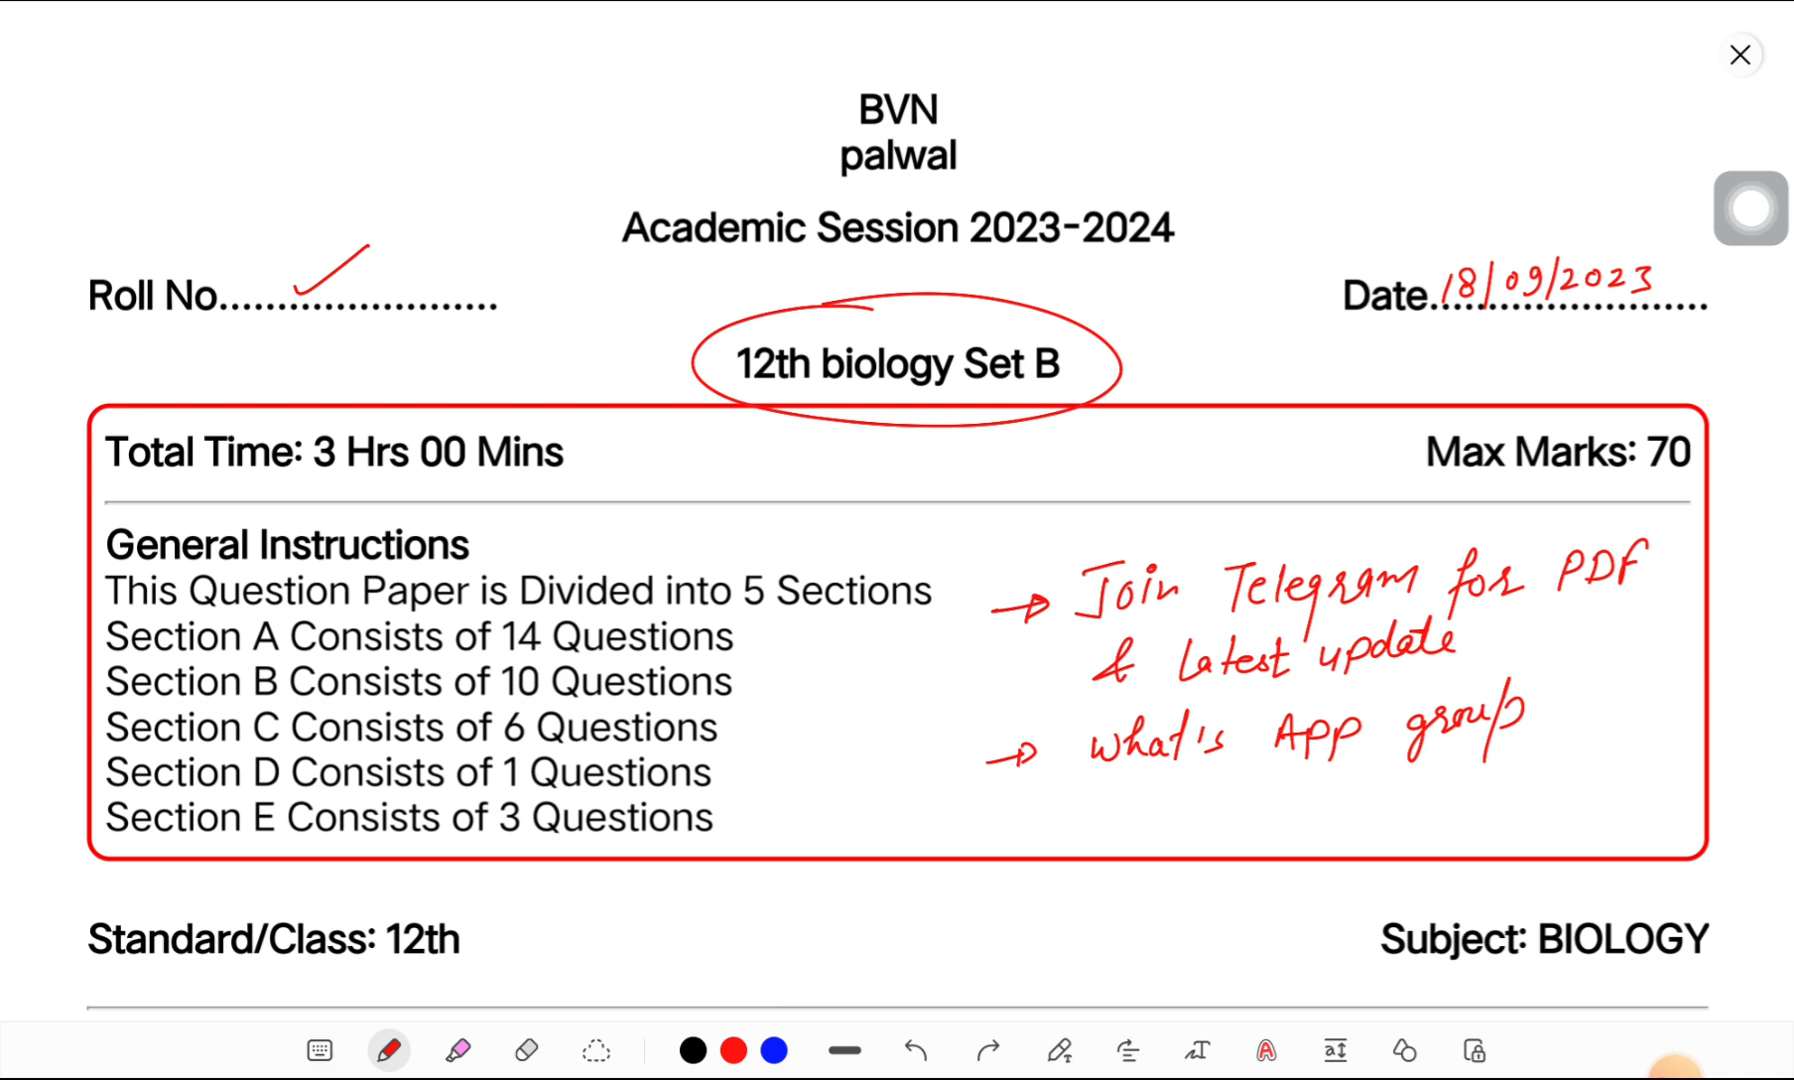 BVN
palwal
Academic Session 2023-2024
Roll No........................ Date.18/09/2023
12th biology Set B
Total Time: 3 Hrs 00 Mins Max Marks: 70
General Instructions
This Question Paper is Divided into 5 Sections
Section A Consists of 14 Questions
Section B Consists of 10 Questions
Section C Consists of 6 Questions
Section D Consists of 1 Questions
Section E Consists of 3 Questions
→ Join Telegram for PDF
& Latest update
→ What's App group
Standard/Class: 12th Subject: BIOLOGY